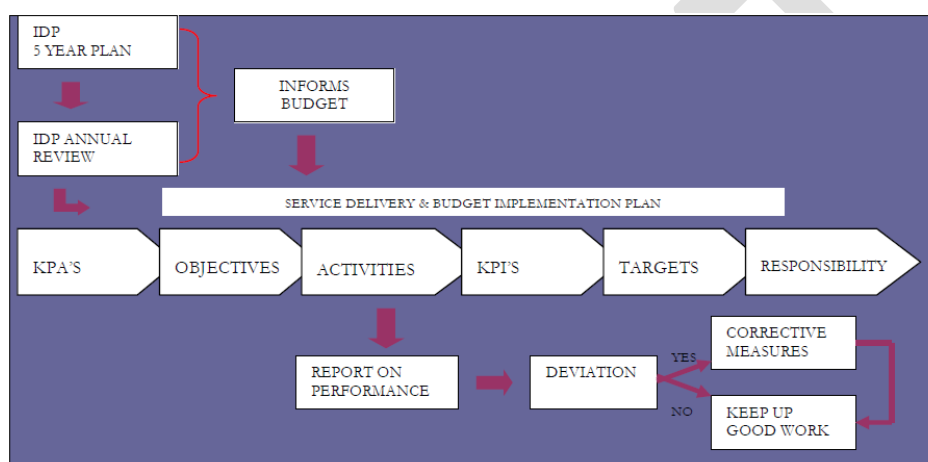 IDP
5 YEAR PLAN
INFORMS
BUDGET
IDP ANNUAL
REVIEW
SERVICE DELIVERY & BUDGET IMPLEMENTATION PLAN
KPA'S
OBJECTIVES
ACTIVITIES
KPI'S
TARGETS
RESPONSIBILITY
REPORT ON
PERFORMANCE
DEVIATION
YES
CORRECTIVE
MEASURES
NO
KEEP UP
GOOD WORK